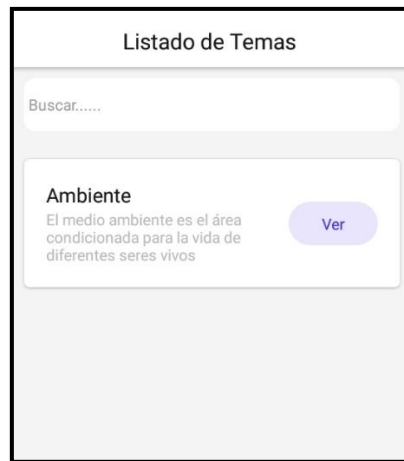 Listado de Temas
Buscar......
Ambiente
El medio ambiente es el área
condicionada para la vida de
diferentes seres vivos
Ver